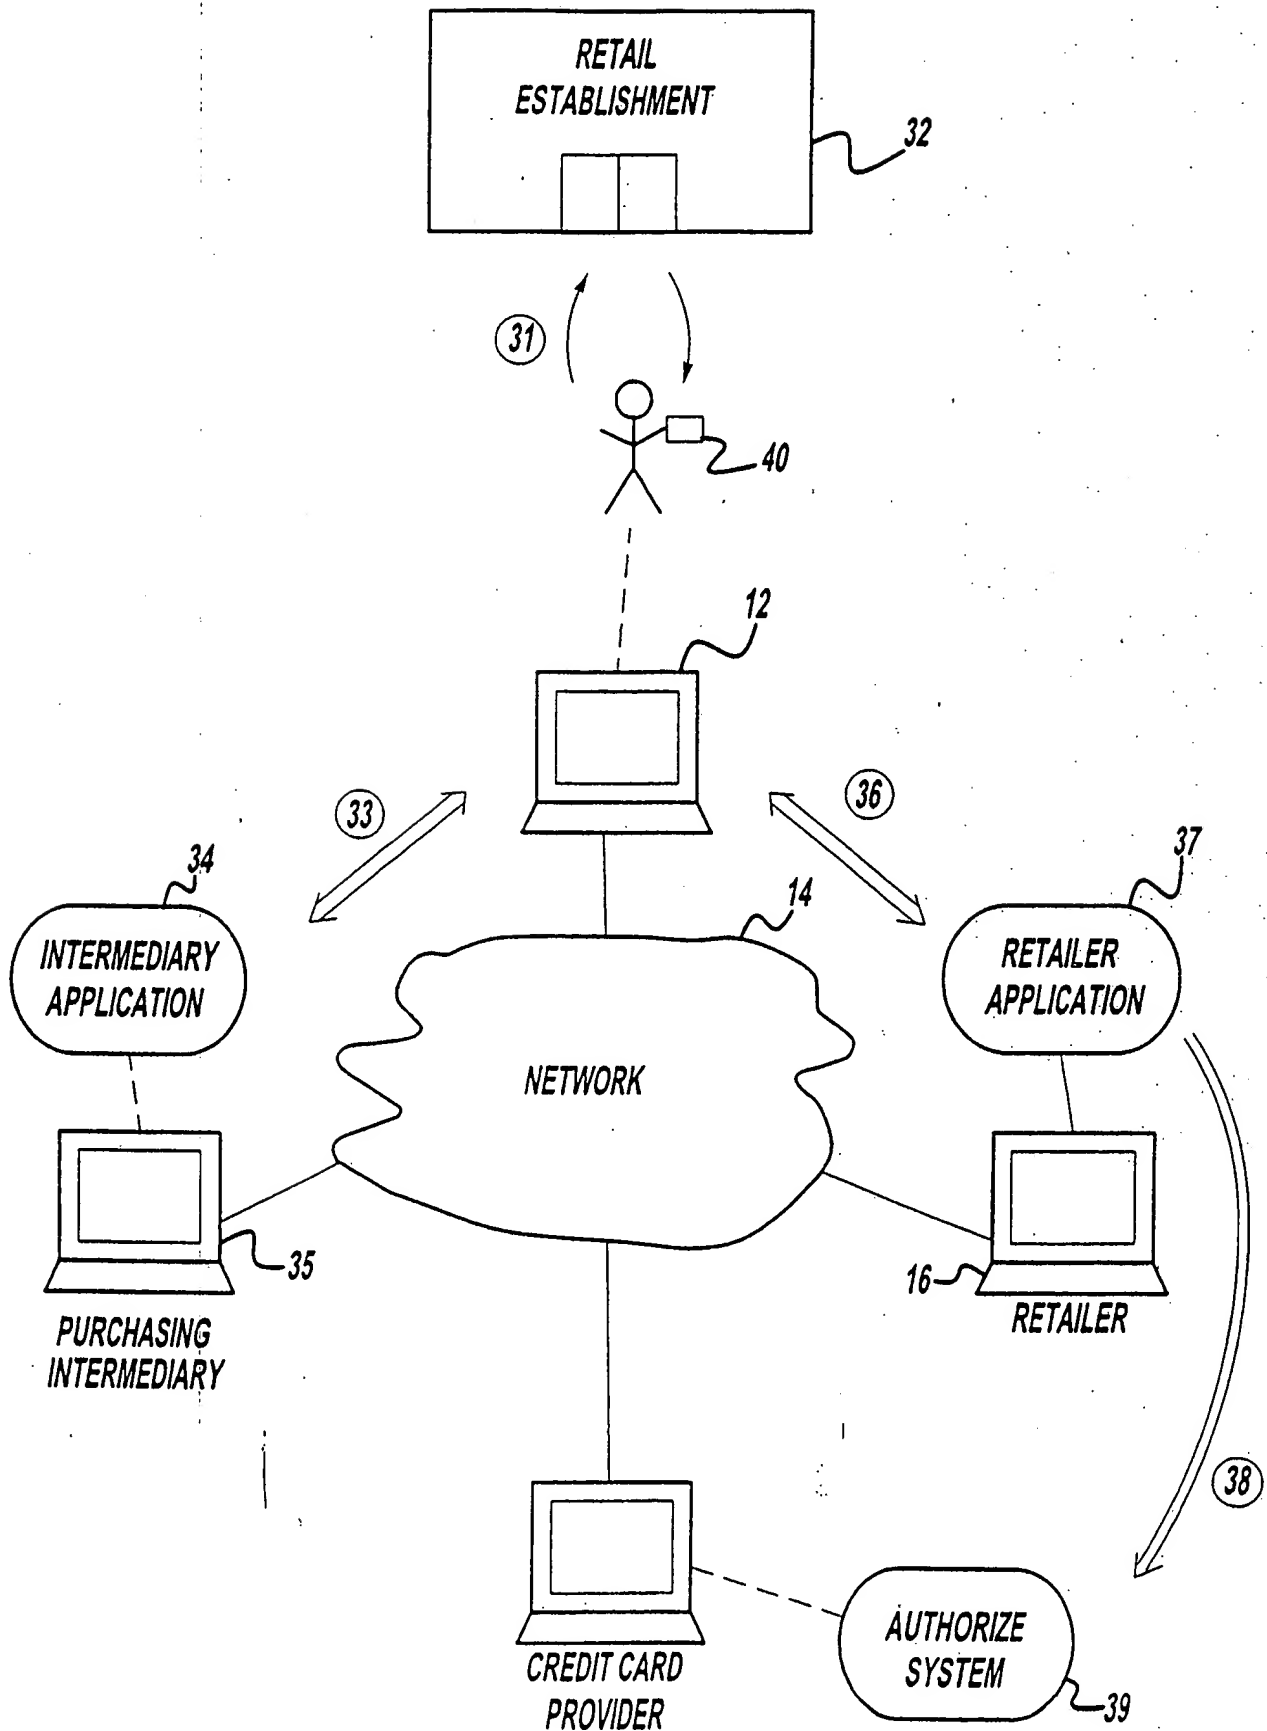 RETAIL
ESTABLISHMENT
32
31
40
12
33
36
34
37
14
INTERMEDIARY
APPLICATION
RETAILER
APPLICATION
NETWORK
35
16
PURCHASING
INTERMEDIARY
RETAILER
38
AUTHORIZE
SYSTEM
39
CREDIT CARD
PROVIDER